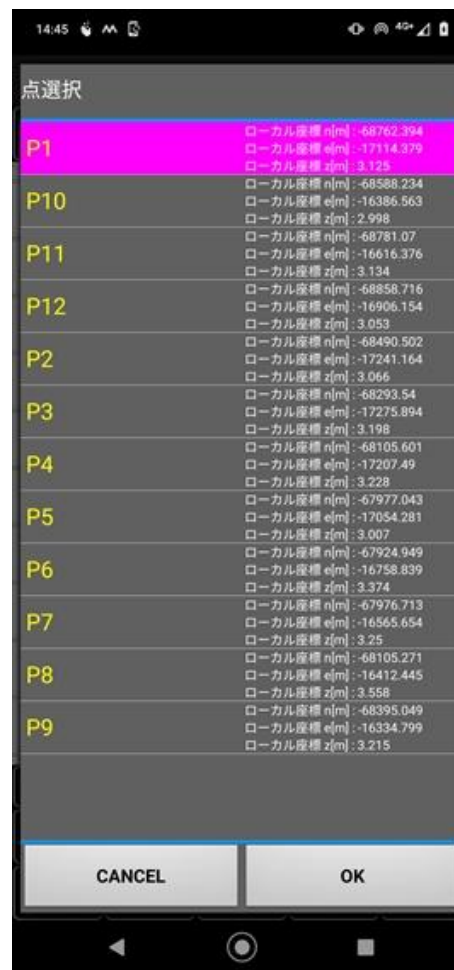 14:45
4G+
点選択
P1
ローカル座標 n[m] : -68762.394
ローカル座標 e[m] : -17114.379
ローカル座標 z[m] : 3.125
P10
ローカル座標 n[m] : -68588.234
ローカル座標 e[m] : -16386.563
ローカル座標 z[m] : 2.998
P11
ローカル座標 n[m] : -68781.07
ローカル座標 e[m] : -16616.376
ローカル座標 z[m] : 3.134
P12
ローカル座標 n[m] : -68858.716
ローカル座標 e[m] : -16906.154
ローカル座標 z[m] : 3.053
P2
ローカル座標 n[m] : -68490.502
ローカル座標 e[m] : -17241.164
ローカル座標 z[m] : 3.066
P3
ローカル座標 n[m] : -68293.54
ローカル座標 e[m] : -17275.894
ローカル座標 z[m] : 3.198
P4
ローカル座標 n[m] : -68105.601
ローカル座標 e[m] : -17207.49
ローカル座標 z[m] : 3.228
P5
ローカル座標 n[m] : -67977.043
ローカル座標 e[m] : -17054.281
ローカル座標 z[m] : 3.007
P6
ローカル座標 n[m] : -67924.949
ローカル座標 e[m] : -16758.839
ローカル座標 z[m] : 3.374
P7
ローカル座標 n[m] : -67976.713
ローカル座標 e[m] : -16565.654
ローカル座標 z[m] : 3.25
P8
ローカル座標 n[m] : -68105.271
ローカル座標 e[m] : -16412.445
ローカル座標 z[m] : 3.558
P9
ローカル座標 n[m] : -68395.049
ローカル座標 e[m] : -16334.799
ローカル座標 z[m] : 3.215
CANCEL
OK